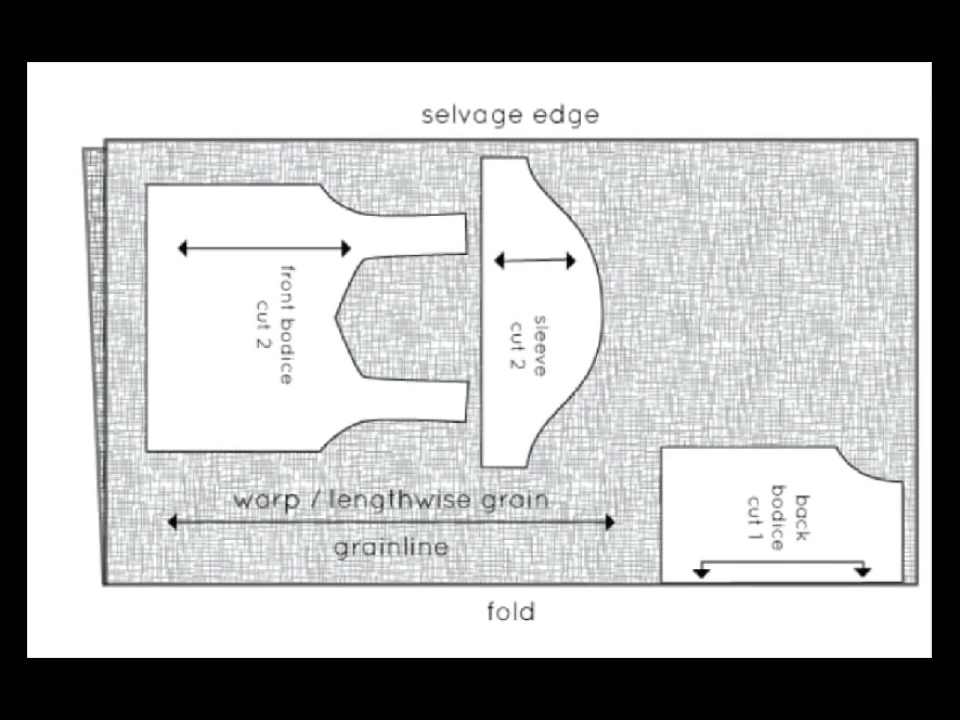 selvage edge
front bodice
cut 2
sleeve
cut 2
warp / lengthwise grain
grainline
back
bodice
cut 1
fold